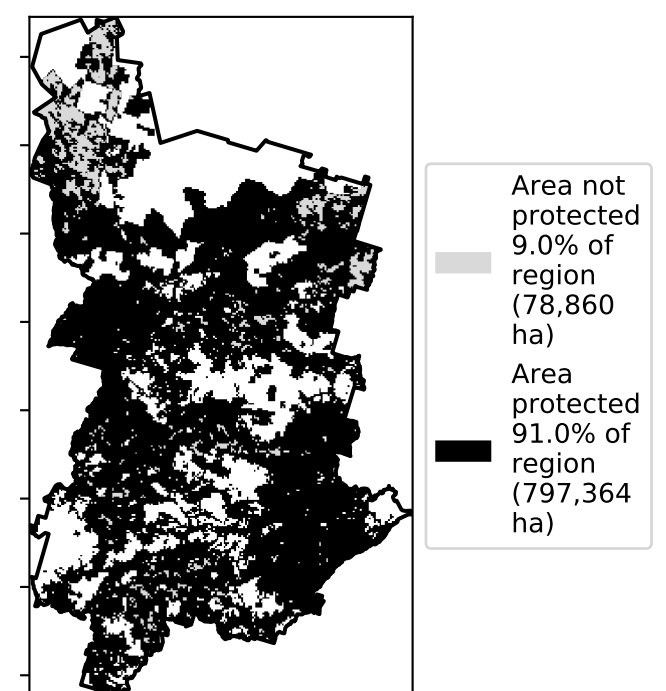 Area not
protected
9.0% of
region
(78,860
ha)
Area
protected
91.0% of
region
(797,364
ha)